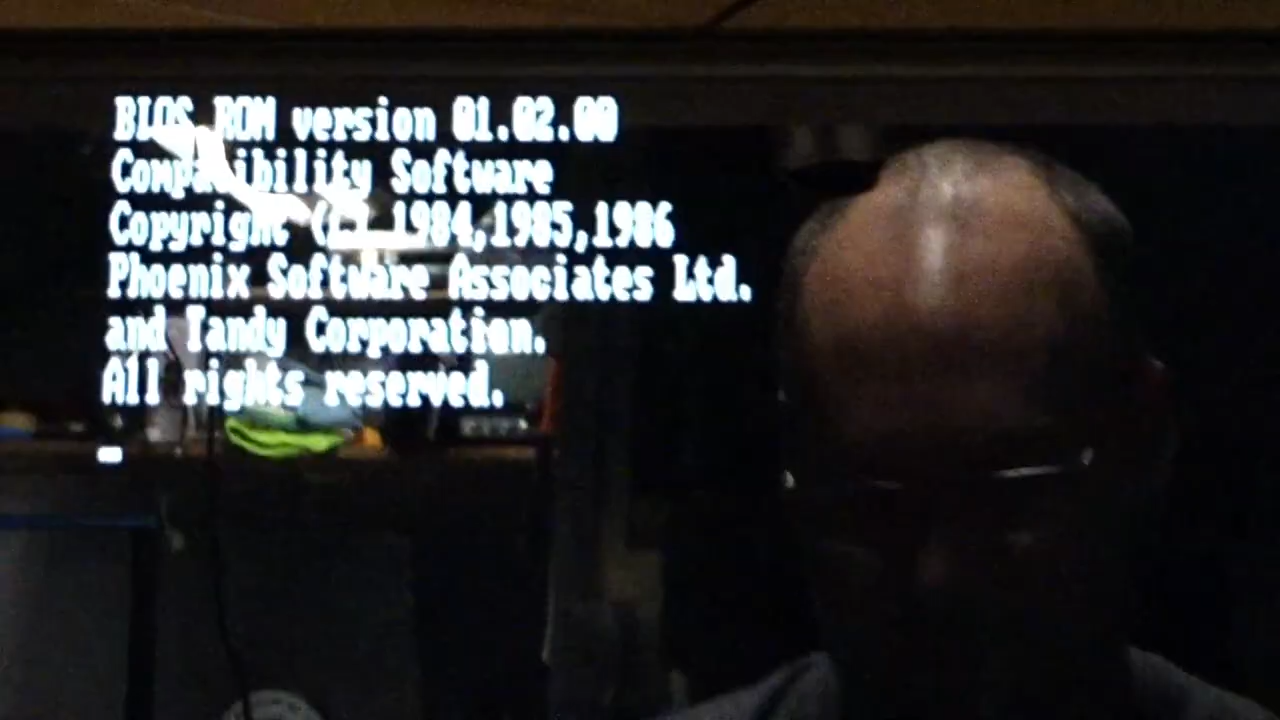 BIOS ROM version 01.02.00
Compatibility Software
Copyright (C) 1984,1985,1986
Phoenix Software Associates Ltd.
and Tandy Corporation.
All rights reserved.